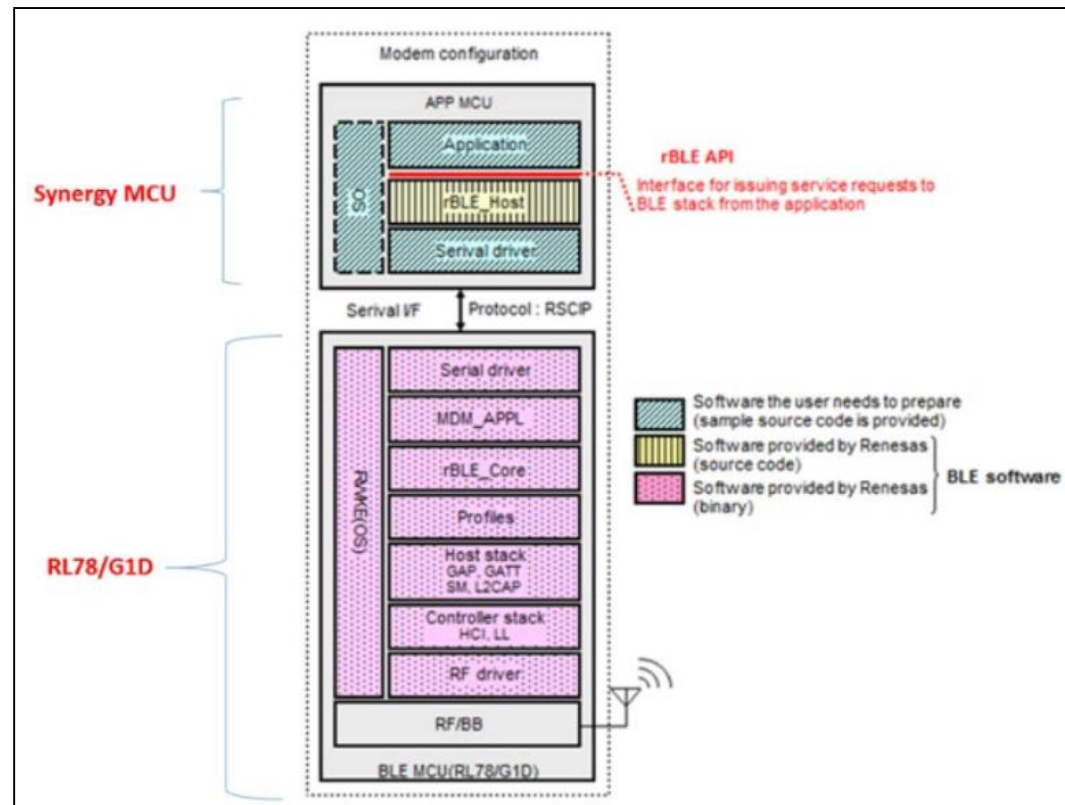 Modem configuration
APP MCU
OS
Application
rBLE_Host
Serival driver
rBLE API
Interface for issuing service requests to
BLE stack from the application
Synergy MCU
Serival I/F
Protocol : RSCIP
RL78/G1D
RWKE(OS)
Serial driver
MDM_APPL
rBLE_Core
Profiles
Host stack
GAP, GATT
SM, L2CAP
Controller stack
HCI, LL
RF driver
RF/BB
BLE MCU(RL78/G1D)
Software the user needs to prepare
(sample source code is provided)
Software provided by Renesas
(source code)
Software provided by Renesas
(binary)
BLE software